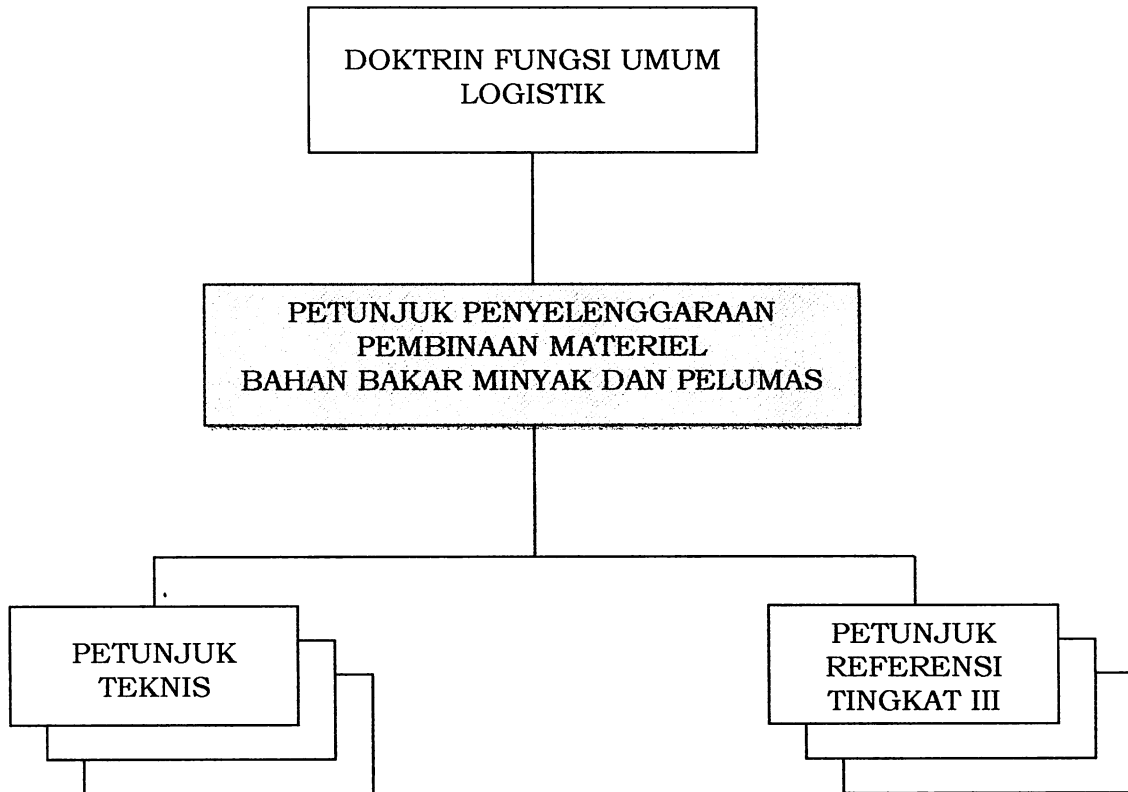 DOKTRIN FUNGSI UMUM
LOGISTIK
PETUNJUK PENYELENGGARAAN
PEMBINAAN MATERIEL
BAHAN BAKAR MINYAK DAN PELUMAS
PETUNJUK
TEKNIS
PETUNJUK
REFERENSI
TINGKAT III